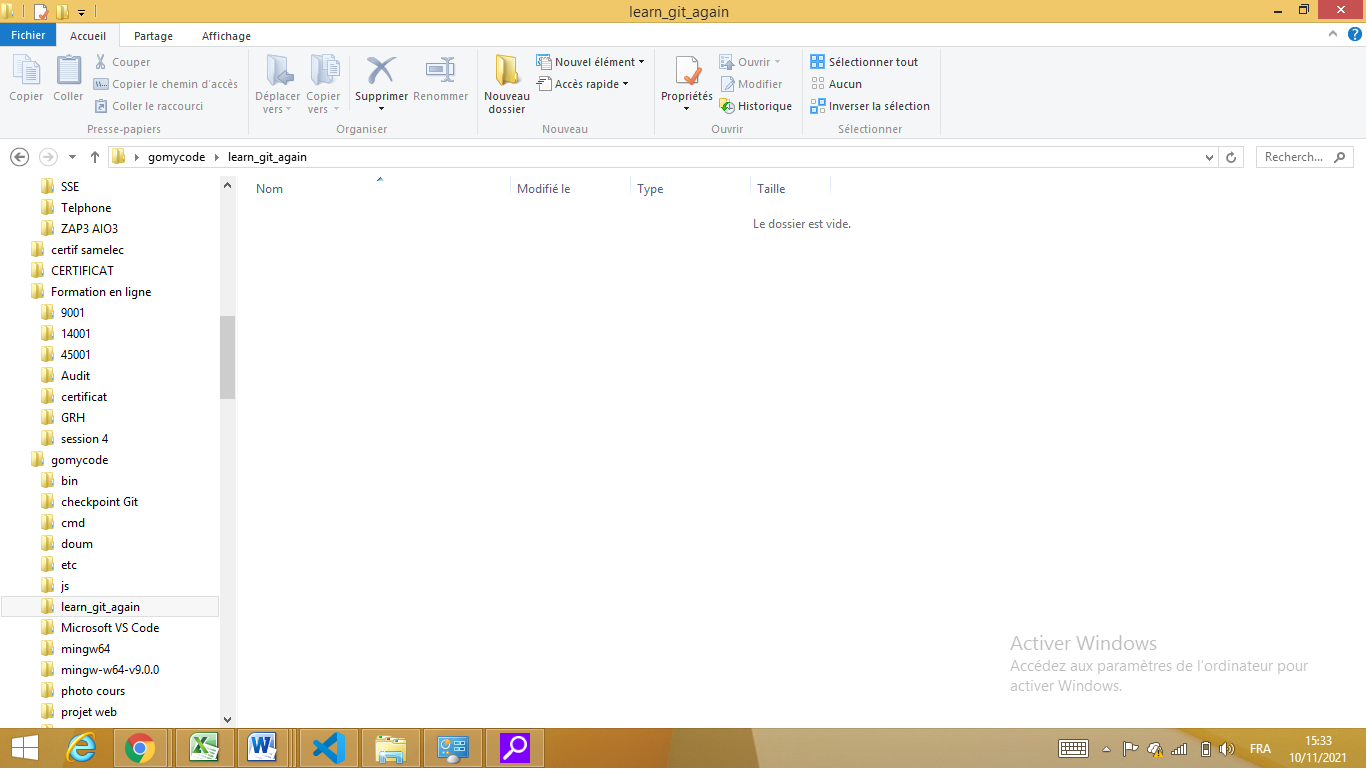 learn_git_again
Fichier Accueil Partage Affichage
Copier
Coller
Couper
Copier le chemin d'accès
Coller le raccourci
Presse-papiers
Déplacer vers
Copier vers
Supprimer
Renommer
Organiser
Nouveau dossier
Nouvel élément
Accès rapide
Nouveau
Propriétés
Ouvrir
Modifier
Historique
Ouvrir
Sélectionner tout
Aucun
Inverser la sélection
Sélectionner
gomycode learn_git_again
Recherch...
SSE
Telphone
ZAP3 AIO3
certif samelec
CERTIFICAT
Formation en ligne
9001
14001
45001
Audit
certificat
GRH
session 4
gomycode
bin
checkpoint Git
cmd
doum
etc
js
learn_git_again
Microsoft VS Code
mingw64
mingw-w64-v9.0.0
photo cours
projet web
Nom Modifié le Type Taille
Le dossier est vide.
Activer Windows
Accédez aux paramètres de l'ordinateur pour
activer Windows.
FRA
15:33
10/11/2021